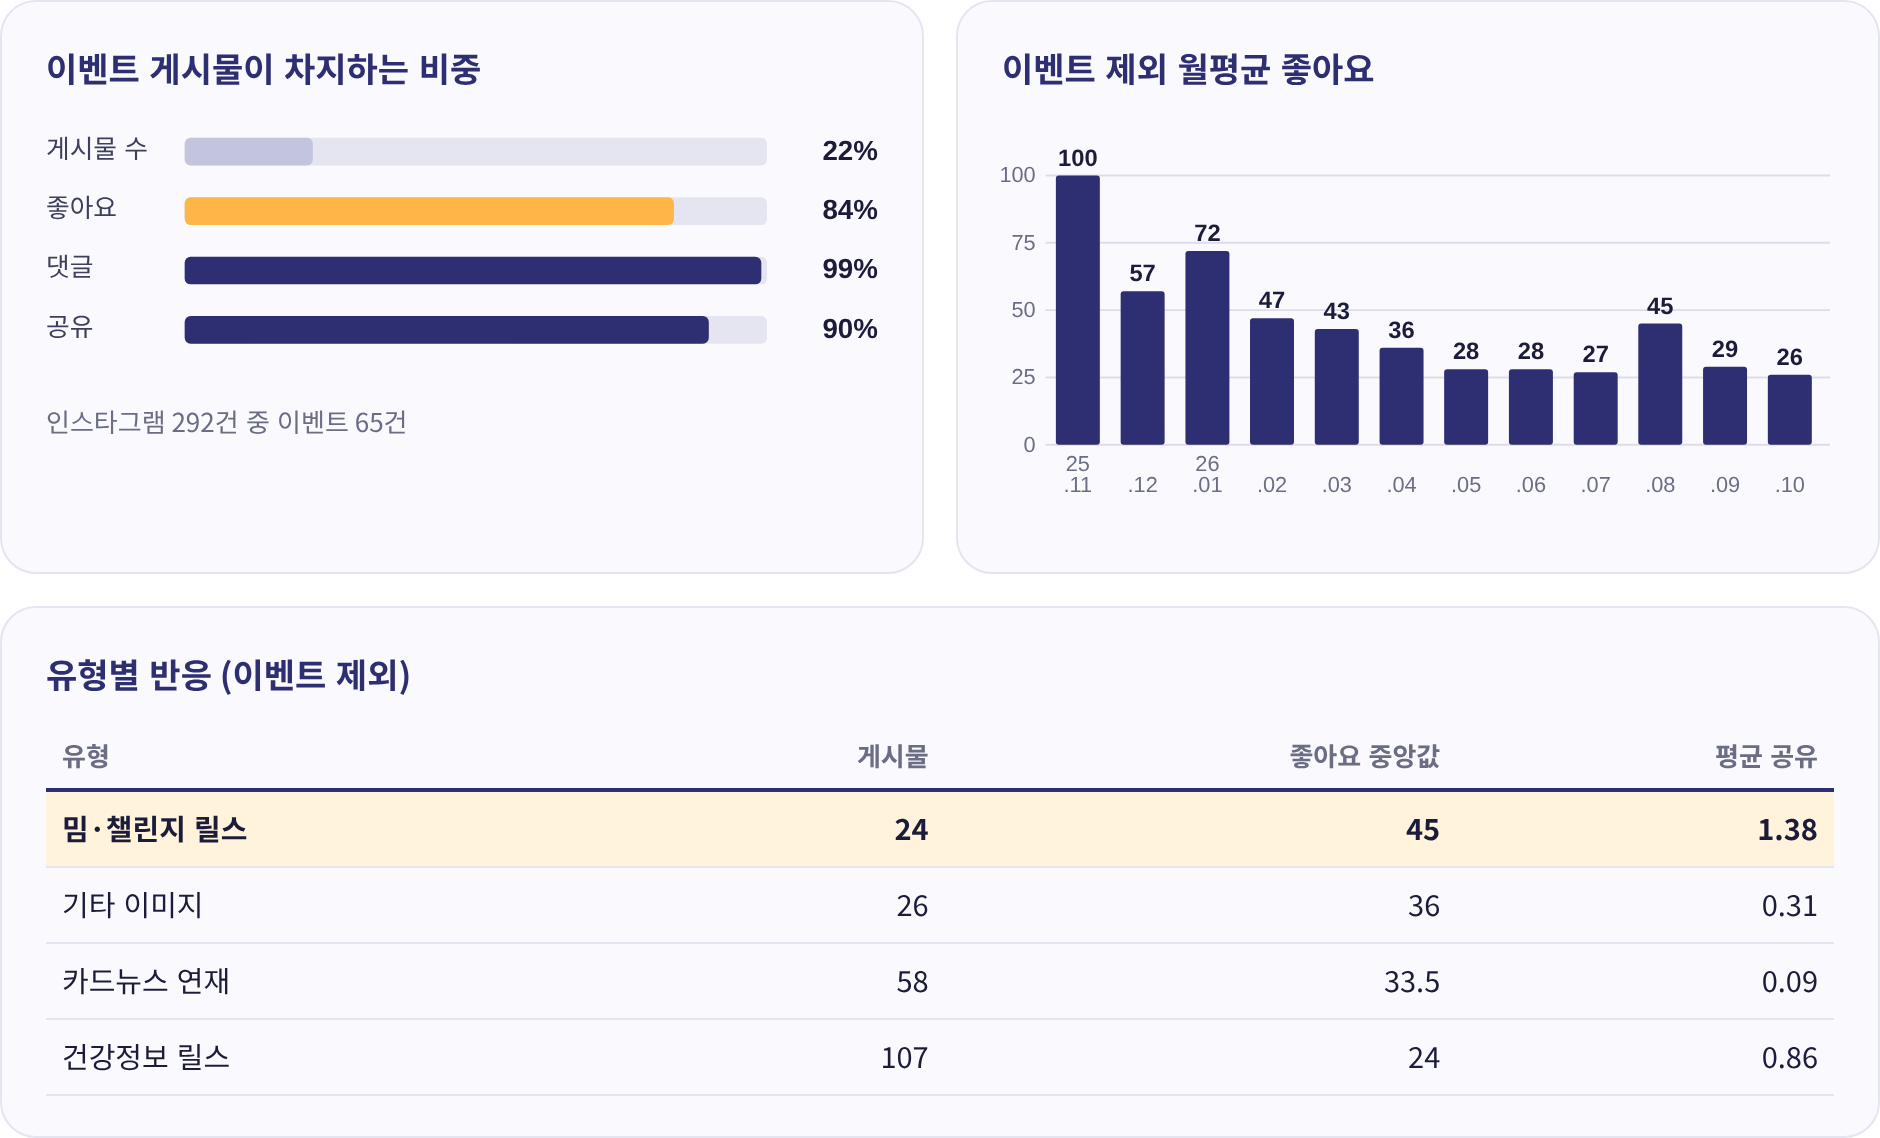 이벤트 게시물이 차지하는 비중
게시물 수 22%
좋아요 84%
댓글 99%
공유 90%
인스타그램 292건 중 이벤트 65건
이벤트 제외 월평균 좋아요
100
75
50
25
0
100 57 72 47 43 36 28 28 27 45 29 26
25 26
.11 .12 .01 .02 .03 .04 .05 .06 .07 .08 .09 .10
유형별 반응 (이벤트 제외)
유형 게시물 좋아요 중앙값 평균 공유
밈·챌린지 릴스 24 45 1.38
기타 이미지 26 36 0.31
카드뉴스 연재 58 33.5 0.09
건강정보 릴스 107 24 0.86